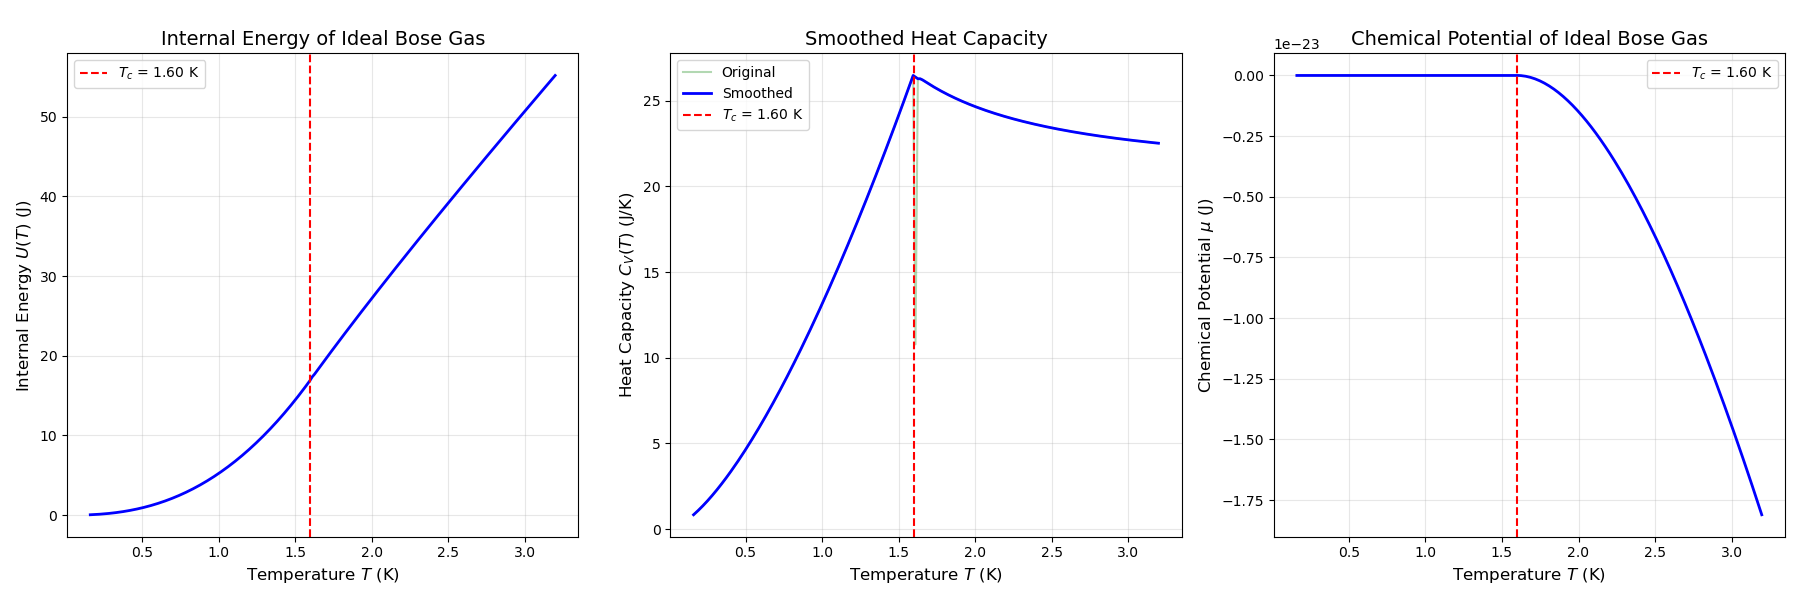 Internal Energy of Ideal Bose Gas
T_c = 1.60 K
50
40
30
20
10
0
Internal Energy U(T) (J)
0.5 1.0 1.5 2.0 2.5 3.0
Temperature T (K)
Smoothed Heat Capacity
Original
Smoothed
T_c = 1.60 K
25
20
15
10
5
0
Heat Capacity C_V(T) (J/K)
0.5 1.0 1.5 2.0 2.5 3.0
Temperature T (K)
Chemical Potential of Ideal Bose Gas
1e−23
T_c = 1.60 K
0.00
−0.25
−0.50
−0.75
−1.00
−1.25
−1.50
−1.75
Chemical Potential μ (J)
0.5 1.0 1.5 2.0 2.5 3.0
Temperature T (K)